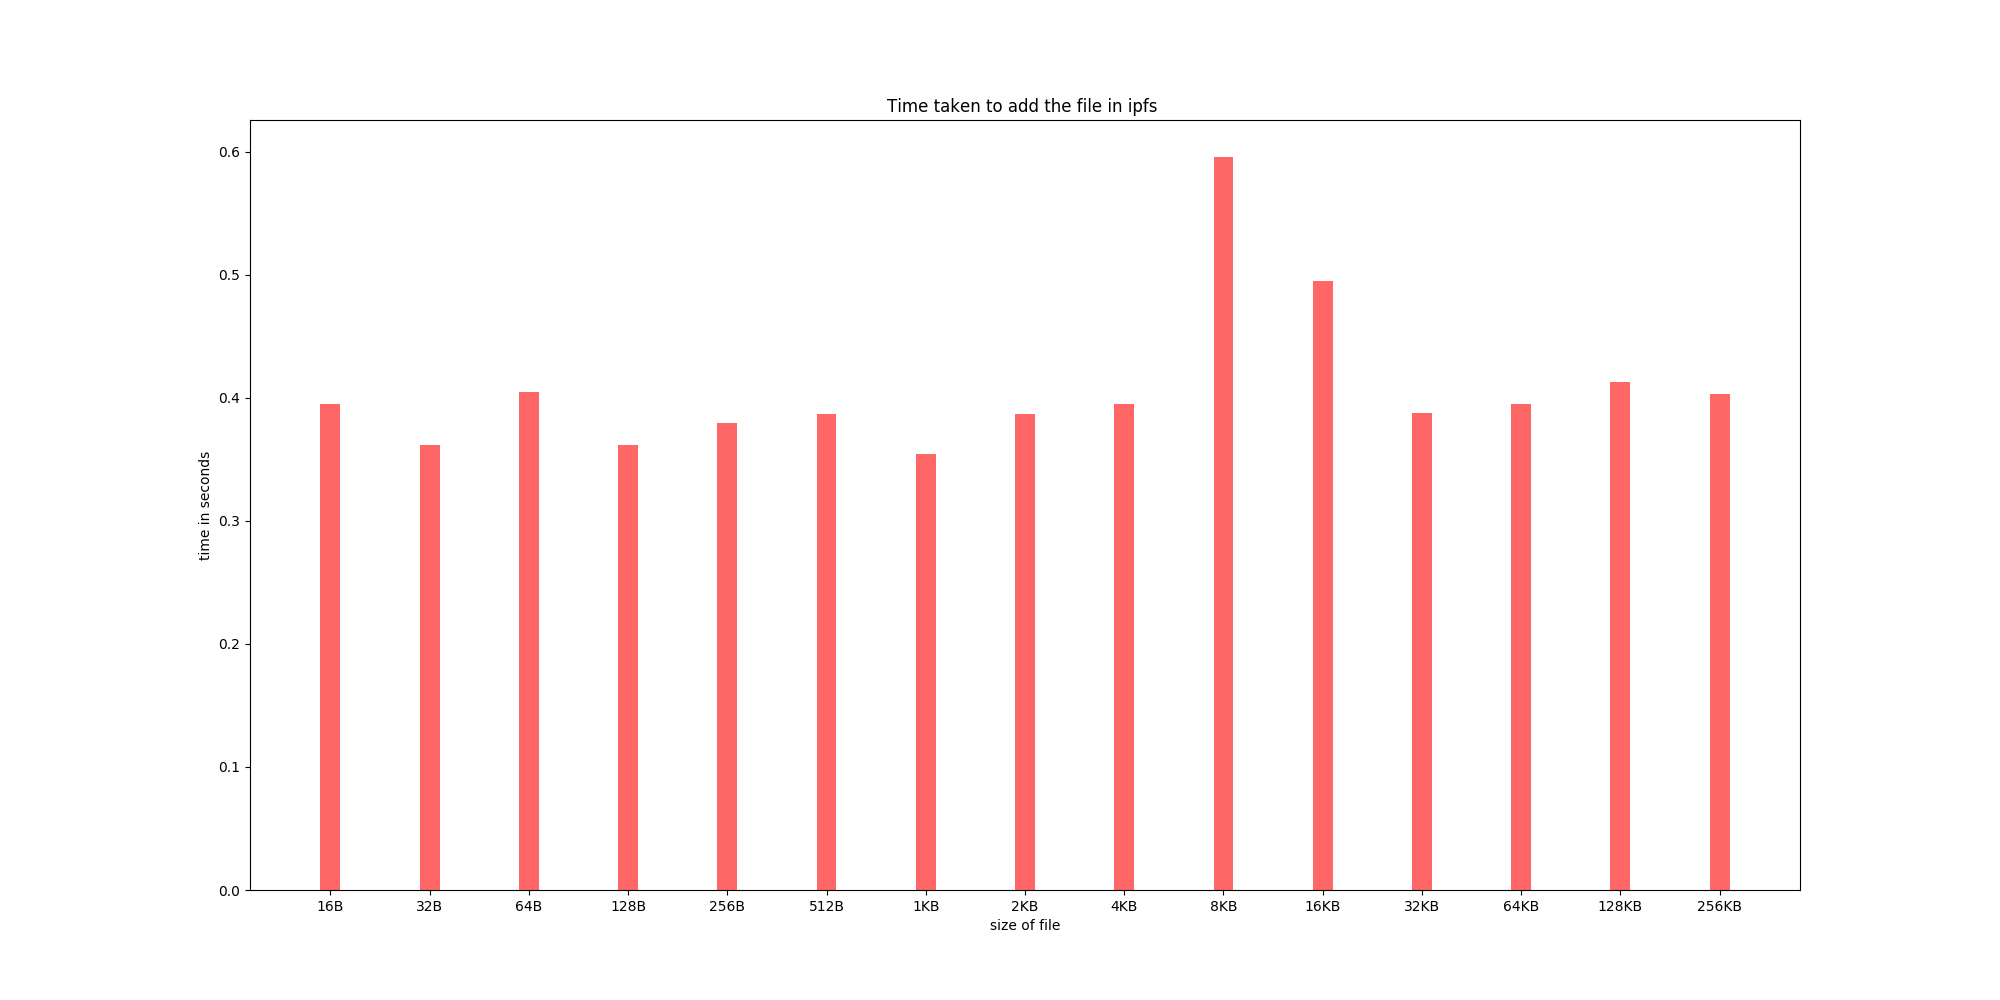 Time taken to add the file in ipfs
0.6
0.5
0.4
0.3
0.2
0.1
0.0
time in seconds
16B 32B 64B 128B 256B 512B 1KB 2KB 4KB 8KB 16KB 32KB 64KB 128KB 256KB
size of file